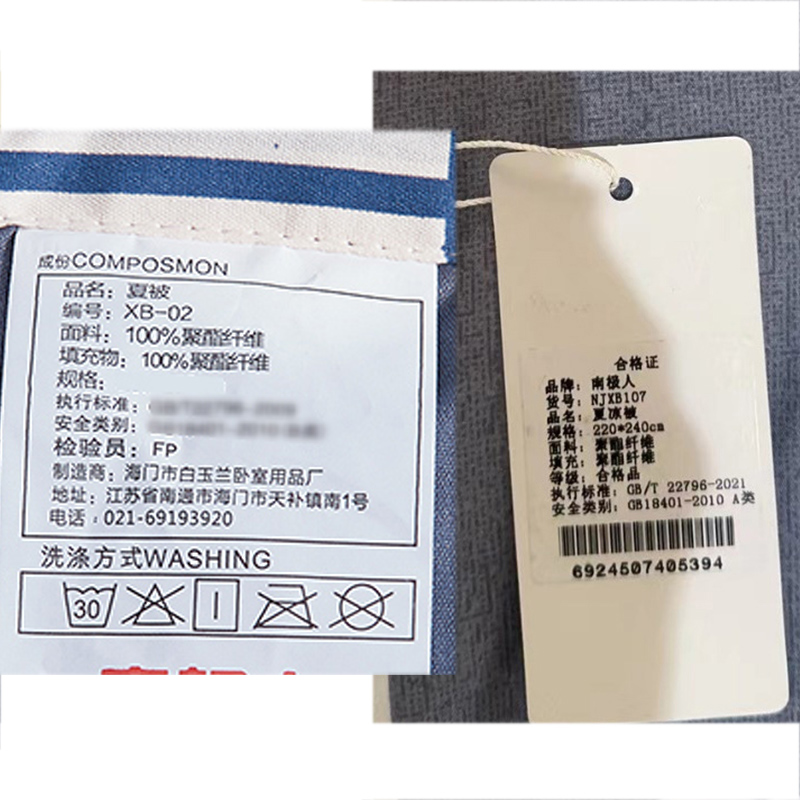 成份COMPOSMON
品名：夏被
编号：XB-02
面料：100%聚酯纤维
填充物：100%聚酯纤维
规格：
执行标准：
安全类别：
检验员：FP
制造商：海门市白玉兰卧室用品厂
地址：江苏省南通市海门市天补镇南1号
电话：021-69193920
洗涤方式WASHING
30
合格证
品牌：南极人
货号：NJXB107
品名：夏凉被
规格：220*240cm
面料：聚酯纤维
填充：聚酯纤维
等级：合格品
执行标准：GB/T 22796-2021
安全类别：GB18401-2010 A类
6924507405394